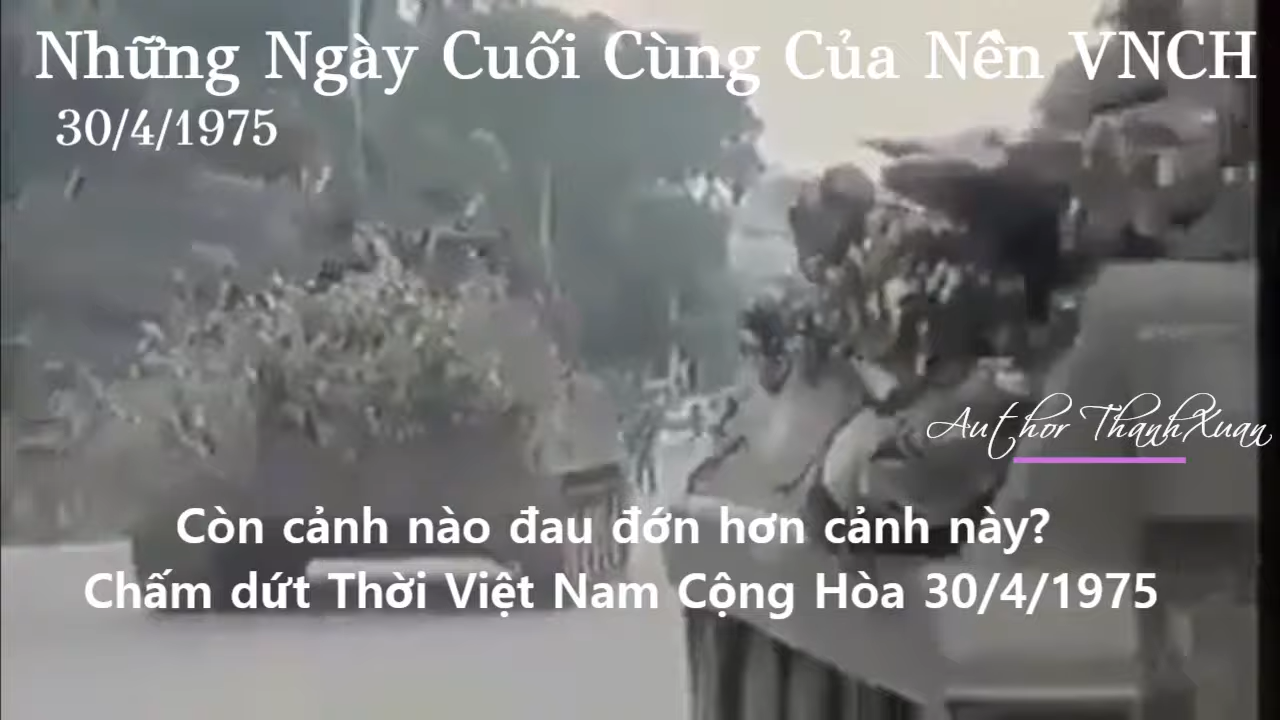 Những Ngày Cuối Cùng Của Nền VNCH
30/4/1975
Author ThanhXuan
Còn cảnh nào đau đớn hơn cảnh này?
Chấm dứt Thời Việt Nam Cộng Hòa 30/4/1975